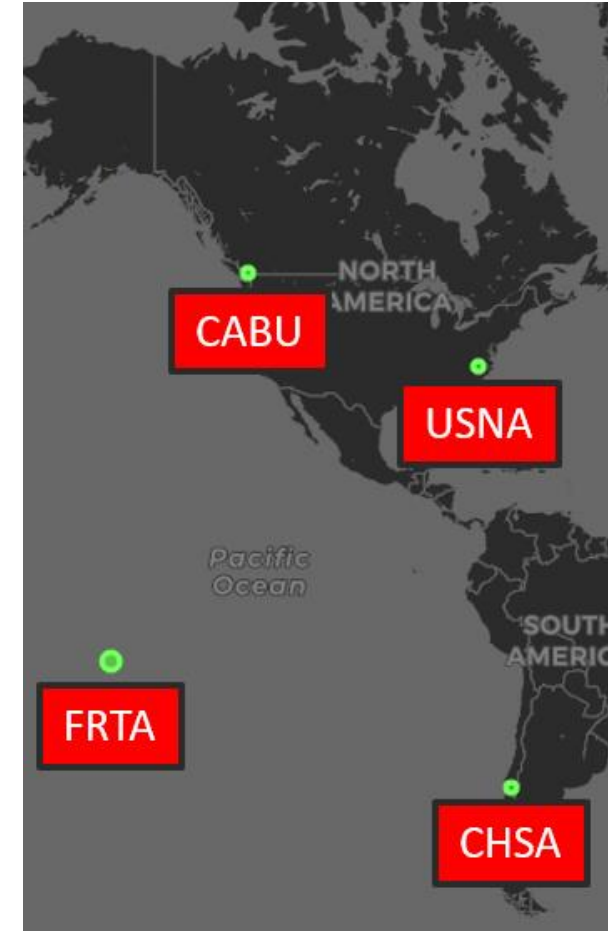 NORTH
AMERICA
CABU
USNA
Pacific
Ocean
SOUTH
AMERIC
FRTA
CHSA